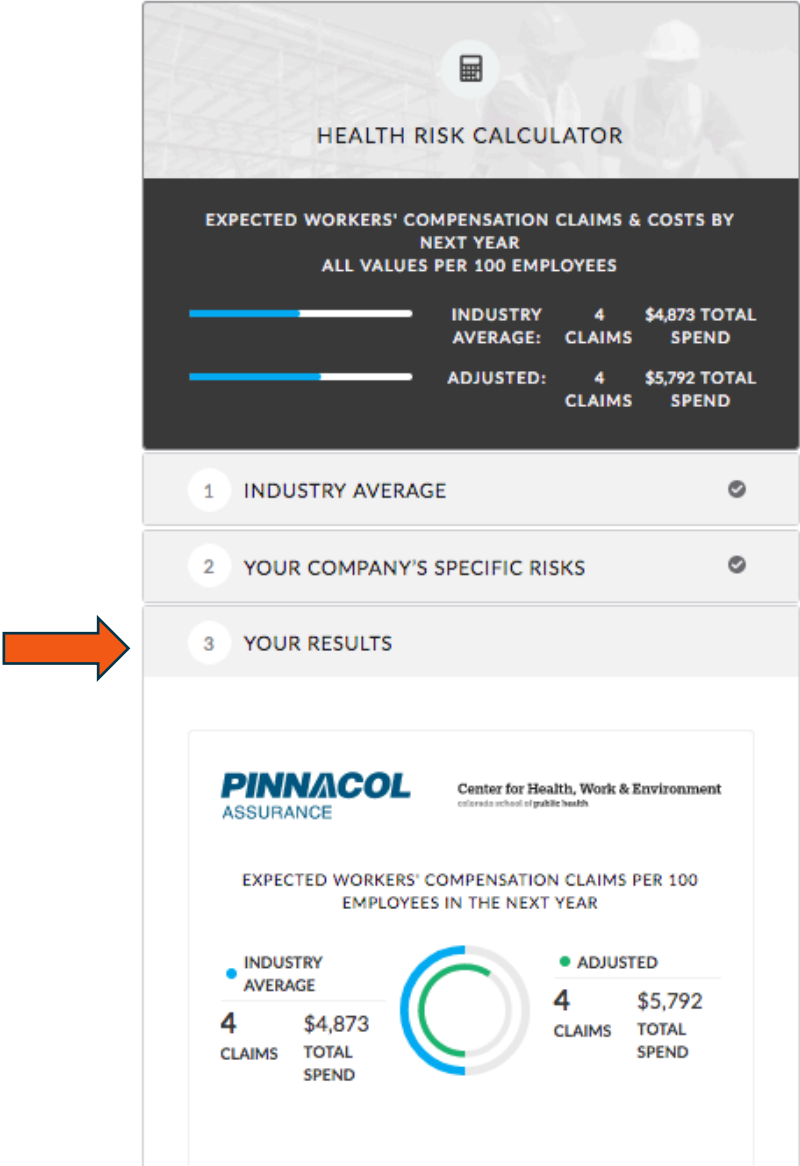 HEALTH RISK CALCULATOR
EXPECTED WORKERS' COMPENSATION CLAIMS & COSTS BY
NEXT YEAR
ALL VALUES PER 100 EMPLOYEES
INDUSTRY 4 $4,873 TOTAL
AVERAGE: CLAIMS SPEND
ADJUSTED: 4 $5,792 TOTAL
CLAIMS SPEND
1 INDUSTRY AVERAGE
2 YOUR COMPANY'S SPECIFIC RISKS
3 YOUR RESULTS
PINNACOL
ASSURANCE
Center for Health, Work & Environment
colorado school of public health
EXPECTED WORKERS' COMPENSATION CLAIMS PER 100
EMPLOYEES IN THE NEXT YEAR
INDUSTRY
AVERAGE
4 $4,873
CLAIMS TOTAL
SPEND
ADJUSTED
4 $5,792
CLAIMS TOTAL
SPEND